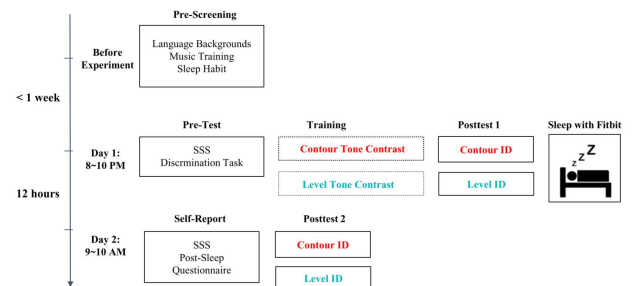 Pre-Screening
Before
Experiment
Language Backgrounds
Music Training
Sleep Habit
< 1 week
Pre-Test
Training
Posttest 1
Sleep with Fitbit
Day 1:
8~10 PM
SSS
Discrmination Task
Contour Tone Contrast
Contour ID
Level Tone Contrast
Level ID
z z Z
12 hours
Self-Report
Posttest 2
Day 2:
9~10 AM
SSS
Post-Sleep
Questionnaire
Contour ID
Level ID